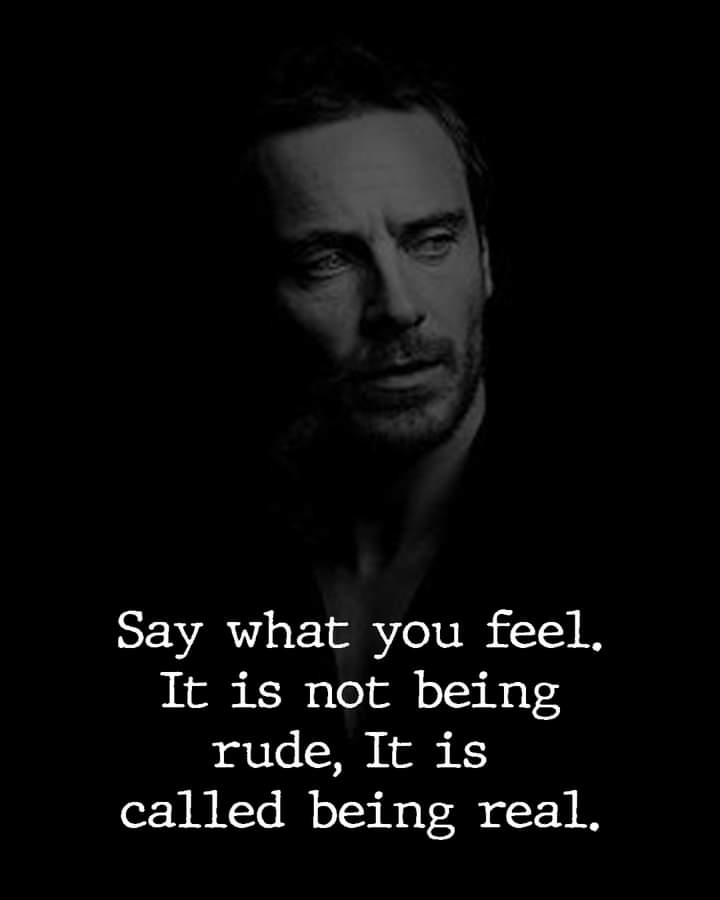 Say what you feel.
It is not being
rude, It is
called being real.